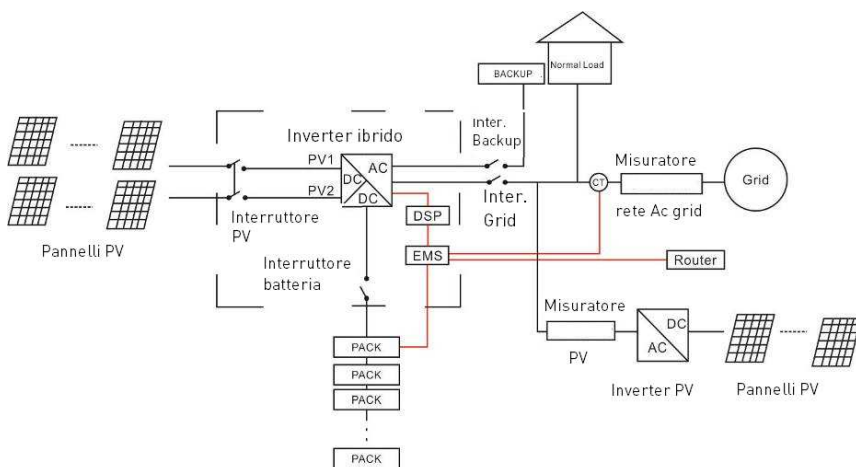 BACKUP
Normal Load
Inverter ibrido
Inter.
Backup
PV1
AC
DC
PV2
DC
Misuratore
CT
Grid
rete Ac grid
Inter.
Grid
Interruttore
PV
DSP
Pannelli PV
EMS
Router
Interruttore
batteria
Misuratore
PV
DC
AC
Inverter PV
Pannelli PV
PACK
PACK
PACK
PACK